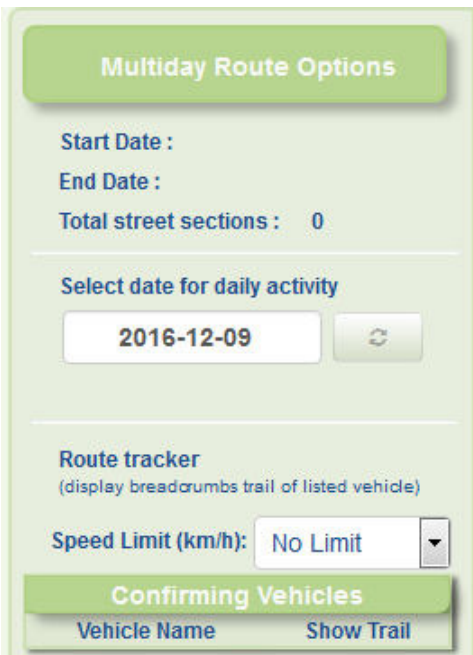 Multiday Route Options
Start Date :
End Date :
Total street sections : 0
Select date for daily activity
2016-12-09
Route tracker
(display breadcrumbs trail of listed vehicle)
Speed Limit (km/h): No Limit
Confirming Vehicles
Vehicle Name Show Trail